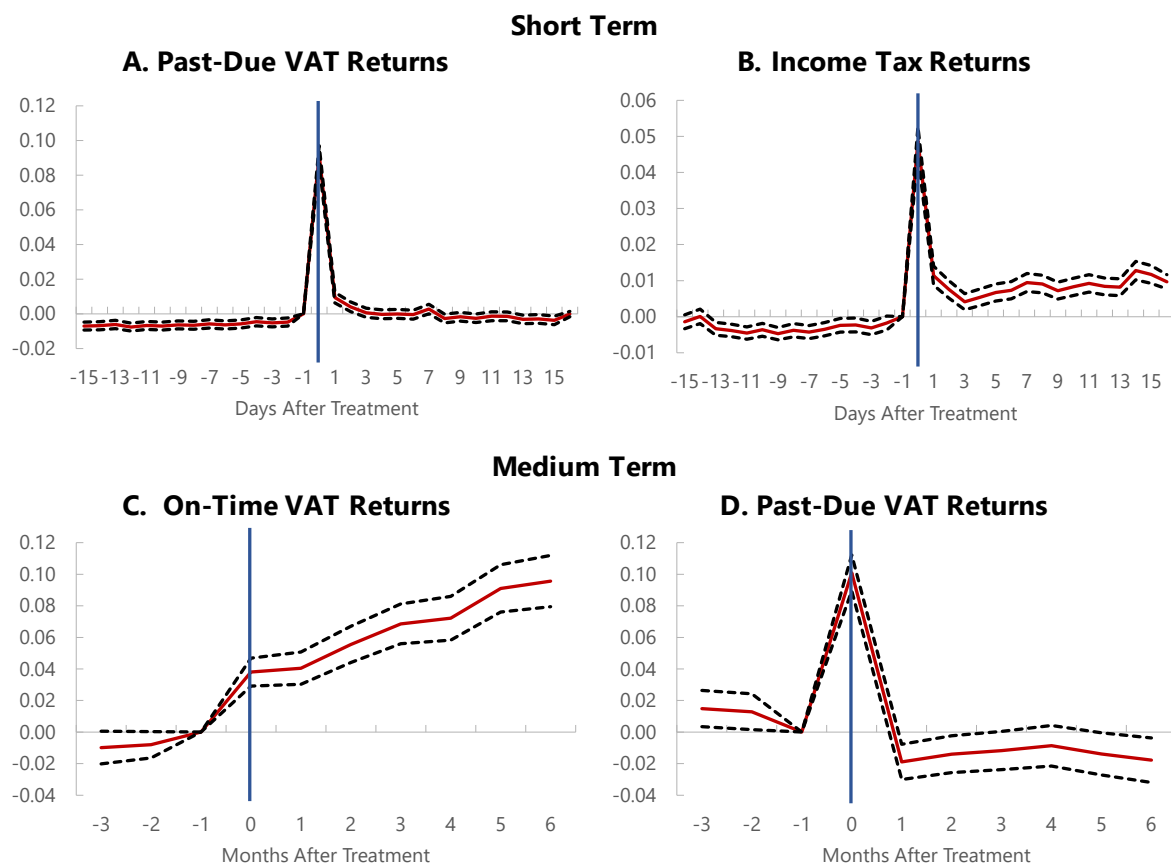 Short Term
A. Past-Due VAT Returns
0.12
0.10
0.08
0.06
0.04
0.02
0.00
-0.02
-15 -13 -11 -9 -7 -5 -3 -1 1 3 5 7 9 11 13 15
Days After Treatment
B. Income Tax Returns
0.06
0.05
0.04
0.03
0.02
0.01
0.00
-0.01
-15 -13 -11 -9 -7 -5 -3 -1 1 3 5 7 9 11 13 15
Days After Treatment
Medium Term
C. On-Time VAT Returns
0.12
0.10
0.08
0.06
0.04
0.02
0.00
-0.02
-0.04
-3 -2 -1 0 1 2 3 4 5 6
Months After Treatment
D. Past-Due VAT Returns
0.12
0.10
0.08
0.06
0.04
0.02
0.00
-0.02
-0.04
-3 -2 -1 0 1 2 3 4 5 6
Months After Treatment